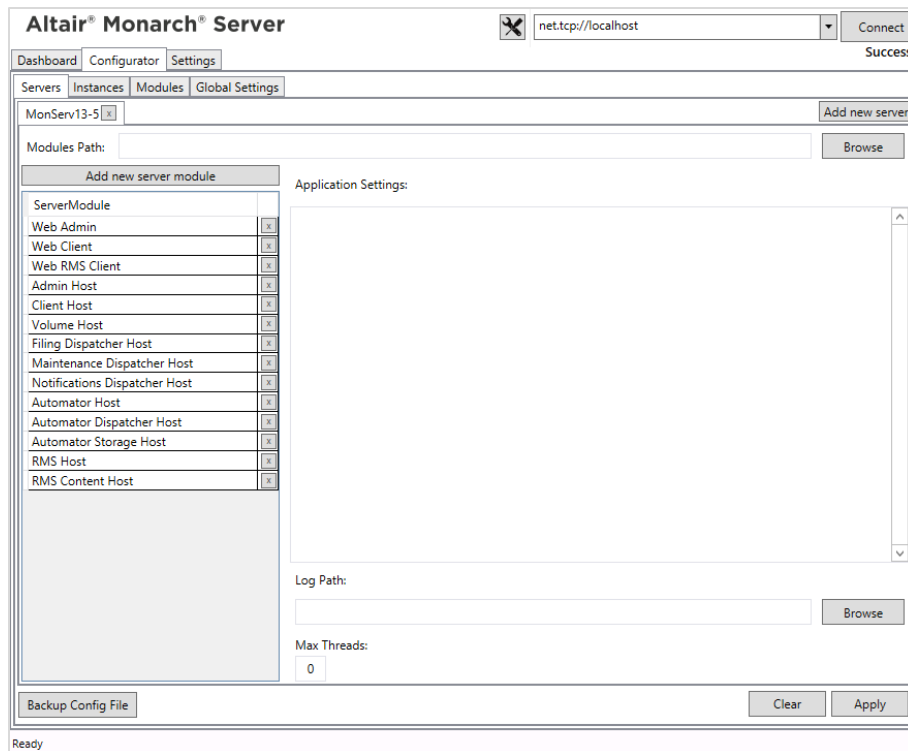 Altair® Monarch® Server
net.tcp://localhost
Connect
Success
Dashboard Configurator Settings
Servers Instances Modules Global Settings
MonServ13-5 x
Add new server
Modules Path:
Browse
Add new server module
Application Settings:
ServerModule
Web Admin x
Web Client x
Web RMS Client x
Admin Host x
Client Host x
Volume Host x
Filing Dispatcher Host x
Maintenance Dispatcher Host x
Notifications Dispatcher Host x
Automator Host x
Automator Dispatcher Host x
Automator Storage Host x
RMS Host x
RMS Content Host x
Log Path:
Browse
Max Threads:
0
Backup Config File
Clear Apply
Ready